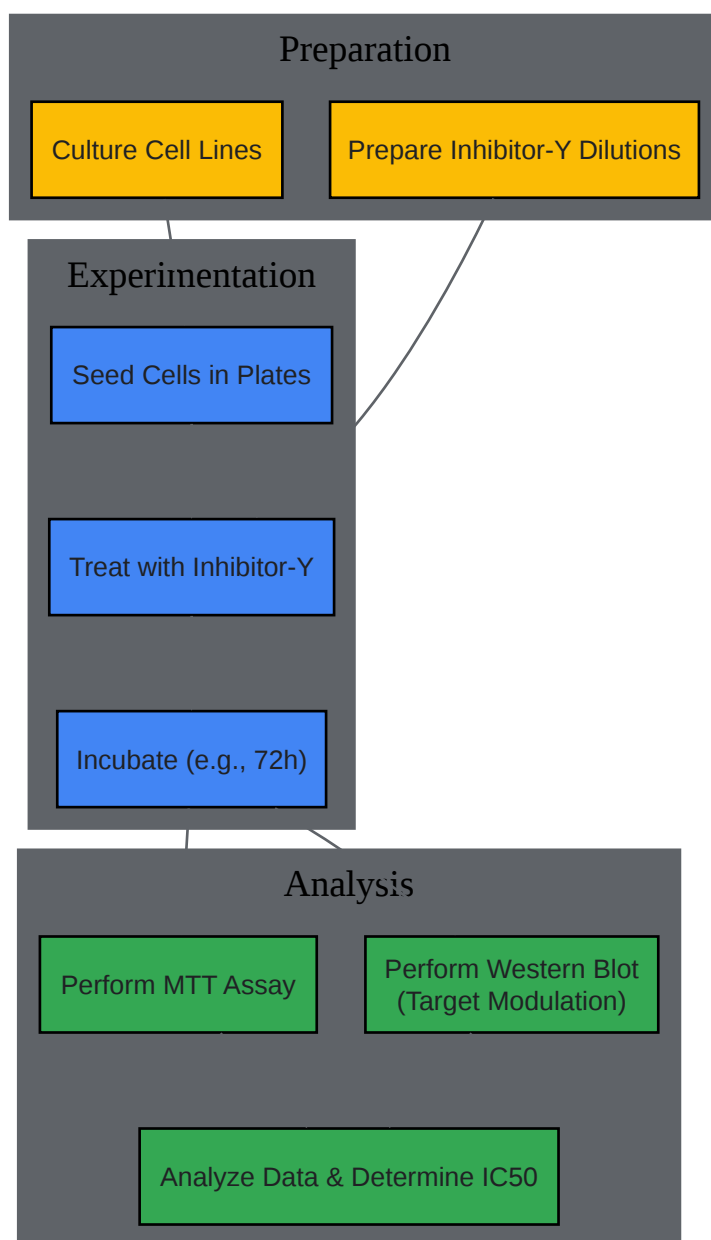 Preparation
Culture Cell Lines
Prepare Inhibitor-Y Dilutions
Experimentation
Seed Cells in Plates
Treat with Inhibitor-Y
Incubate (e.g., 72h)
Analysis
Perform MTT Assay
Perform Western Blot
(Target Modulation)
Analyze Data & Determine IC50